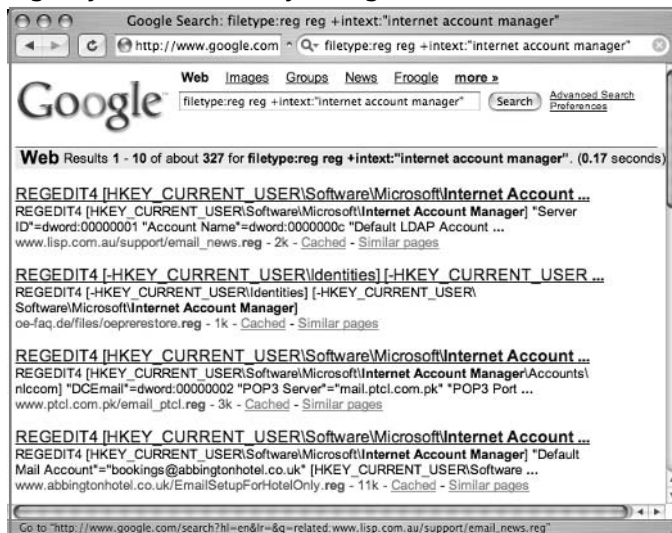 Google Search: filetype:reg reg +intext:"internet account manager"
http://www.google.com filetype:reg reg +intext:"internet account manager"
Web Images Groups News Froogle more »
Google™
filetype:reg reg +intext:"internet account manager" Search Advanced Search
Preferences
Web Results 1 - 10 of about 327 for filetype:reg reg +intext:"internet account manager". (0.17 seconds)
REGEDIT4 [HKEY_CURRENT_USER\Software\Microsoft\Internet Account ...
REGEDIT4 [HKEY_CURRENT_USER\Software\Microsoft\Internet Account Manager] "Server
ID"=dword:00000001 "Account Name"=dword:0000000c "Default LDAP Account ...
www.lisp.com.au/support/email_news.reg - 2k - Cached - Similar pages
REGEDIT4 [-HKEY_CURRENT_USER\Identities] [-HKEY_CURRENT_USER ...
REGEDIT4 [-HKEY_CURRENT_USER\Identities] [-HKEY_CURRENT_USER\
Software\Microsoft\Internet Account Manager]
oe-faq.de/files/oeprerestore.reg - 1k - Cached - Similar pages
REGEDIT4 [HKEY_CURRENT_USER\Software\Microsoft\Internet Account ...
REGEDIT4 [HKEY_CURRENT_USER\Software\Microsoft\Internet Account Manager\Accounts\
nlccom] "DCEmail"=dword:00000002 "POP3 Server"="mail.ptcl.com.pk" "POP3 Port ...
www.ptcl.com.pk/email_ptcl.reg - 3k - Cached - Similar pages
REGEDIT4 [HKEY_CURRENT_USER\Software\Microsoft\Internet Account ...
REGEDIT4 [HKEY_CURRENT_USER\Software\Microsoft\Internet Account Manager] "Default
Mail Account"="bookings@abbingtonhotel.co.uk" [HKEY_CURRENT_USER\Software ...
www.abbingtonhotel.co.uk/EmailSetupForHotelOnly.reg - 11k - Cached - Similar pages
Go to "http://www.google.com/search?hl=en&lr=&q=related:www.lisp.com.au/support/email_news.reg"